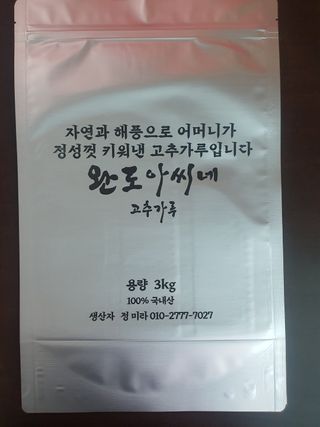 자연과 해풍으로 어머니가
정성껏 키워낸 고추가루입니다
완도아씨네
고추가루
용량 3kg
100% 국내산
생산자 정 미라 010-2777-7027